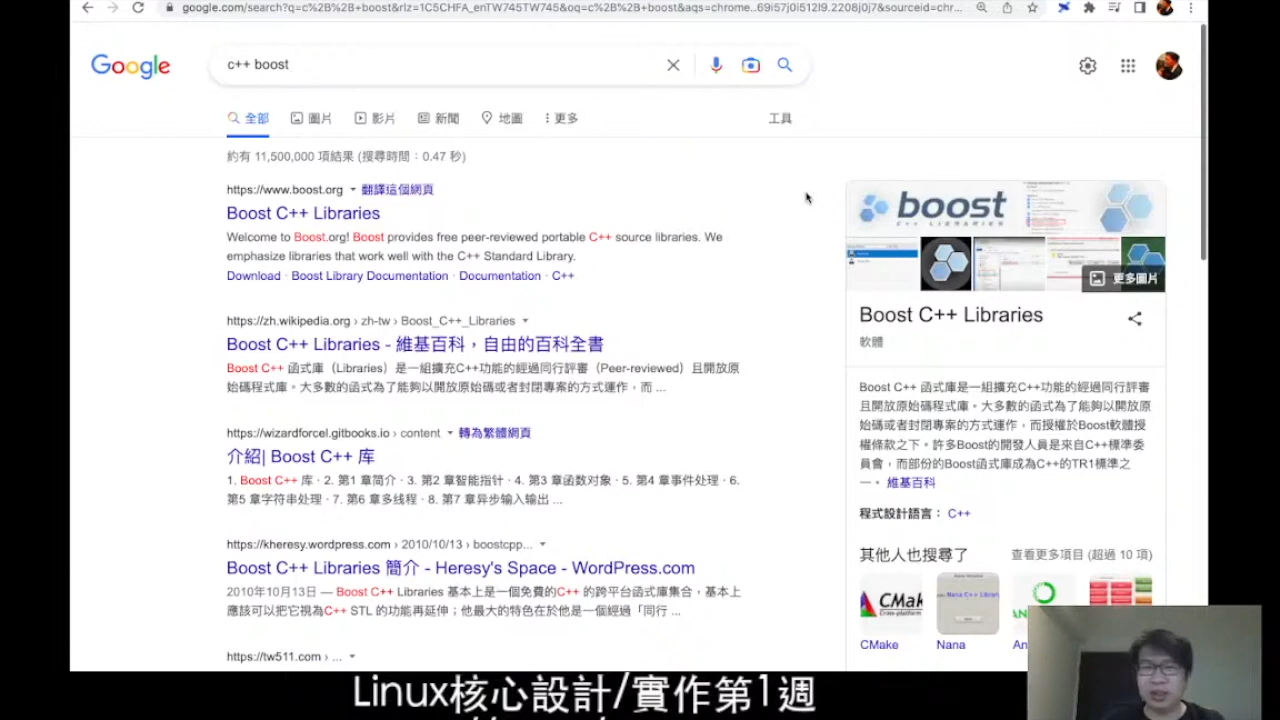 google.com/search?q=c%2B%2B+boost&rlz=1C5CHFA_enTW745TW745&oq=c%2B%2B+boost&aqs=chrome..69i57j0i512l9.2208j0j7&sourceid=chr...
Google
c++ boost
全部
圖片
影片
新聞
地圖
更多
工具
約有 11,500,000 項結果 (搜尋時間：0.47 秒)
https://www.boost.org 翻譯這個網頁
Boost C++ Libraries
Welcome to Boost.org! Boost provides free peer-reviewed portable C++ source libraries. We
emphasize libraries that work well with the C++ Standard Library.
Download · Boost Library Documentation · Documentation · C++
https://zh.wikipedia.org › zh-tw › Boost_C++_Libraries
Boost C++ Libraries - 維基百科，自由的百科全書
Boost C++ 函式庫（Libraries）是一組擴充C++功能的經過同行評審（Peer-reviewed）且開放原
始碼程式庫。大多數的函式為了能夠以開放原始碼或者封閉專案的方式運作，而 ...
https://wizardforcel.gitbooks.io › content 轉為繁體網頁
介紹| Boost C++ 库
1. Boost C++ 库 · 2. 第1 章简介 · 3. 第2 章智能指针 · 4. 第3 章函数对象 · 5. 第4 章事件处理 · 6.
第5 章字符串处理 · 7. 第6 章多线程 · 8. 第7 章异步输入输出 ...
https://kheresy.wordpress.com › 2010/10/13 › boostcpp...
Boost C++ Libraries 簡介 - Heresy's Space - WordPress.com
2010年10月13日 — Boost C++ Libraries 基本上是一個免費的C++ 的跨平台函式庫集合，基本上
應該可以把它視為C++ STL 的功能再延伸；他最大的特色在於他是一個經過「同行 ...
https://tw511.com › ...
boost
C++ LIBRARIES
更多圖片
Boost C++ Libraries
軟體
Boost C++ 函式庫是一組擴充C++功能的經過同行評審
且開放原始碼程式庫。大多數的函式為了能夠以開放原
始碼或者封閉專案的方式運作，而授權於Boost軟體授
權條款之下。許多Boost的開發人員是來自C++標準委
員會，而部份的Boost函式庫成為C++的TR1標準之
一。 維基百科
程式設計語言： C++
其他人也搜尋了
查看更多項目 (超過 10 項)
CMake
Nana
Linux核心設計/實作第1週